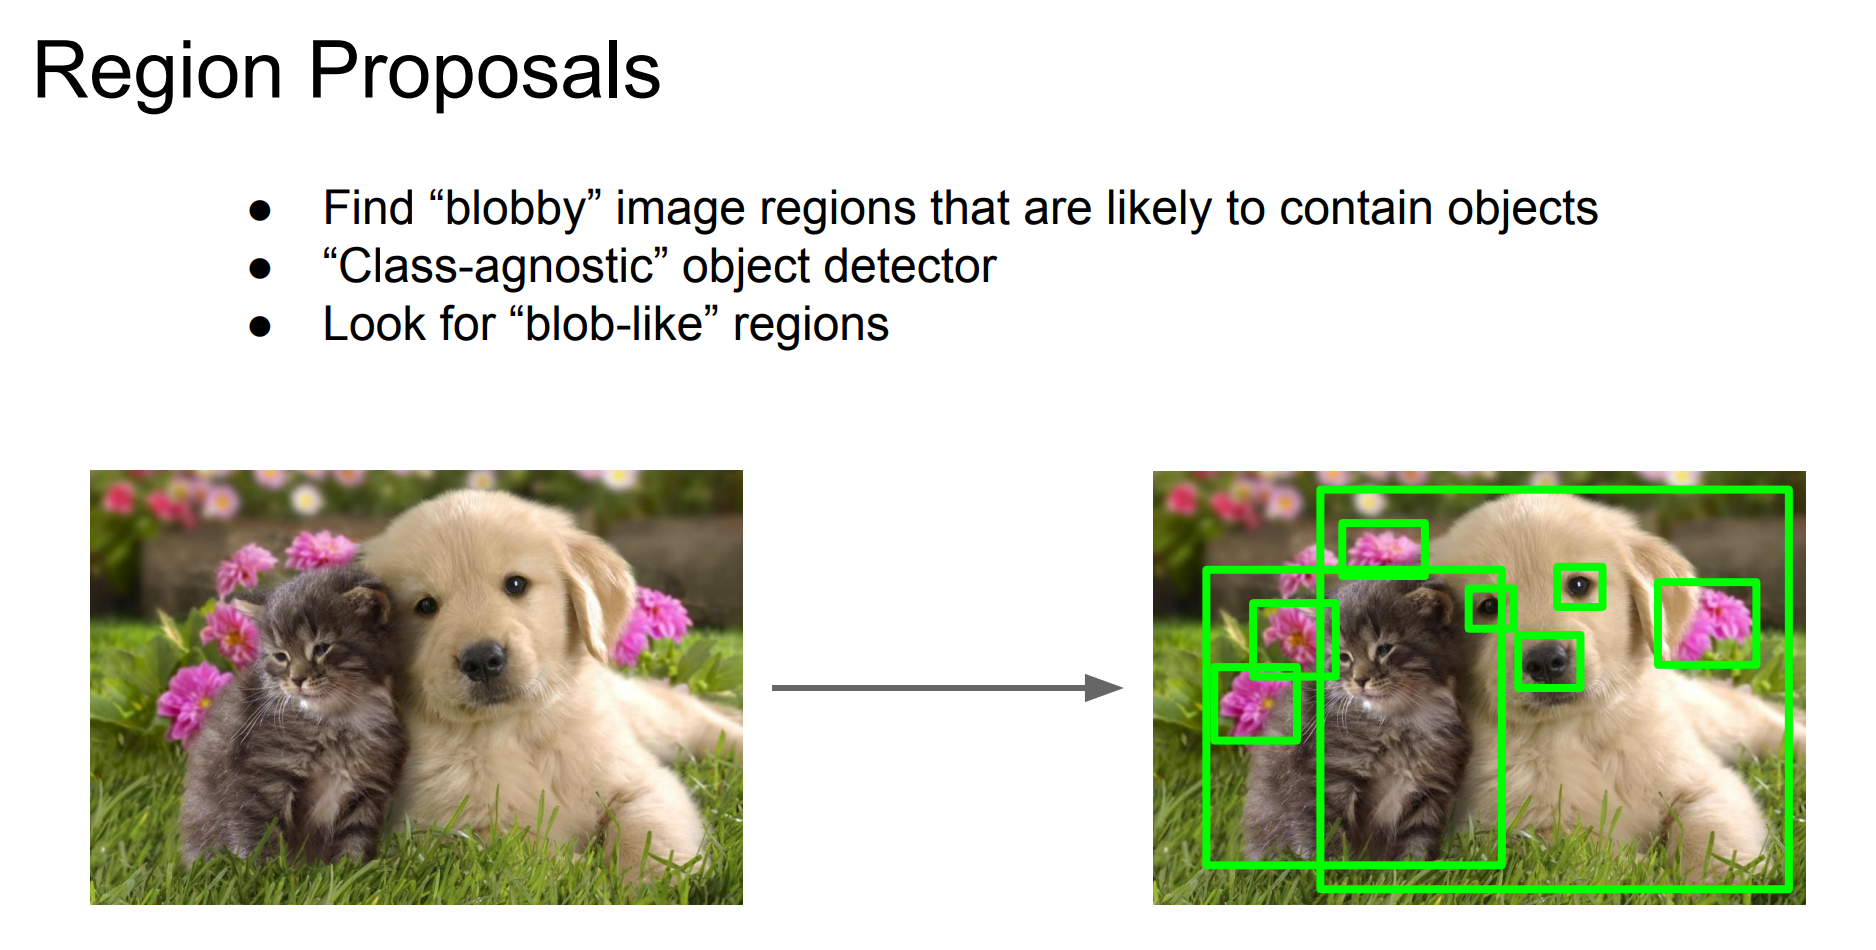 Region Proposals
● Find “blobby” image regions that are likely to contain objects
● “Class-agnostic” object detector
● Look for “blob-like” regions